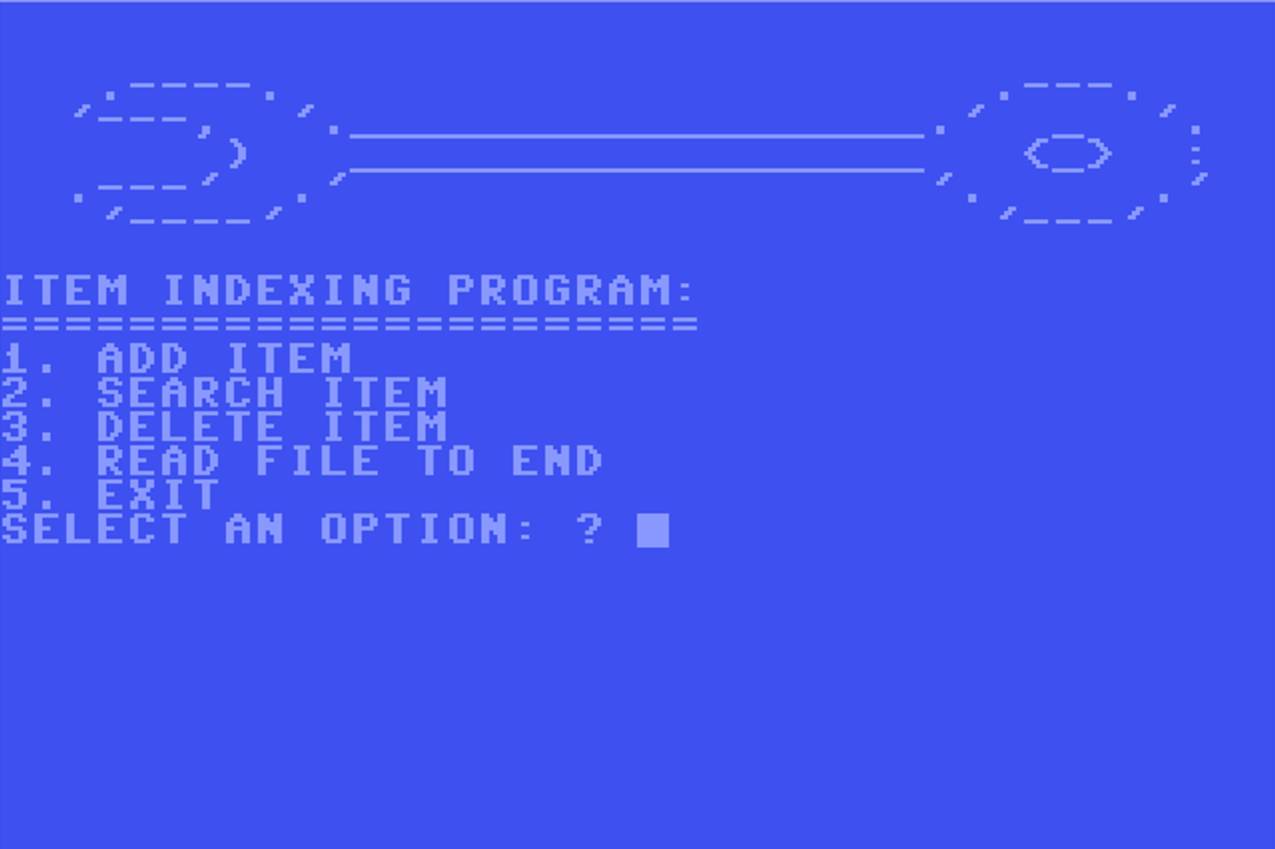 ITEM INDEXING PROGRAM:
======================
1. ADD ITEM
2. SEARCH ITEM
3. DELETE ITEM
4. READ FILE TO END
5. EXIT
SELECT AN OPTION: ?